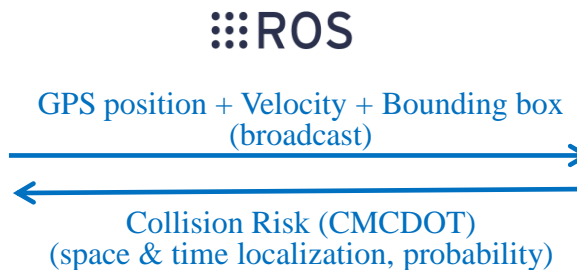 ROS
GPS position + Velocity + Bounding box
(broadcast)
Collision Risk (CMCDOT)
(space & time localization, probability)